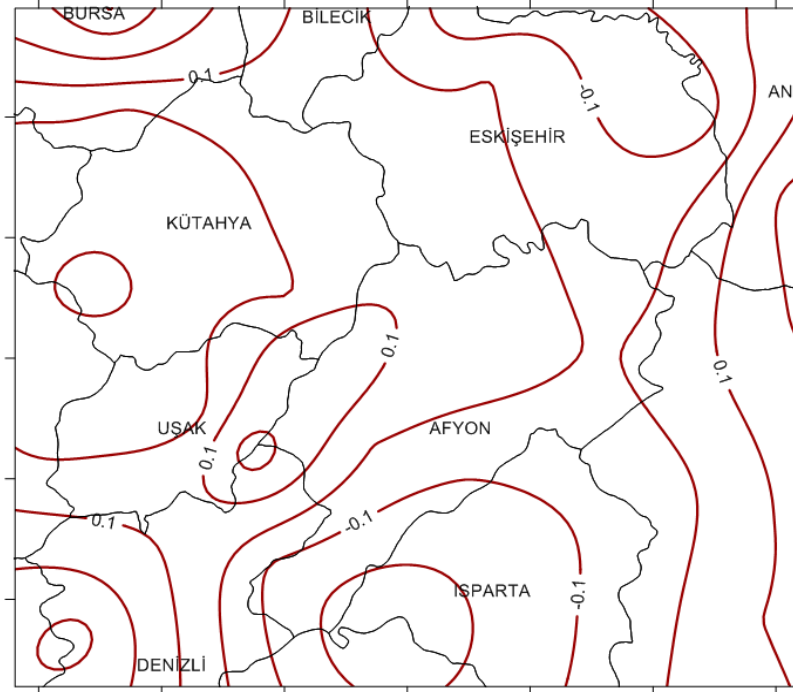 BURSA
BİLECİK
0.1
AN
-0.1
ESKİŞEHİR
KÜTAHYA
0.1
0.1
UŞAK
AFYON
0.1
0.1
-0.1
ISPARTA
-0.1
DENİZLİ